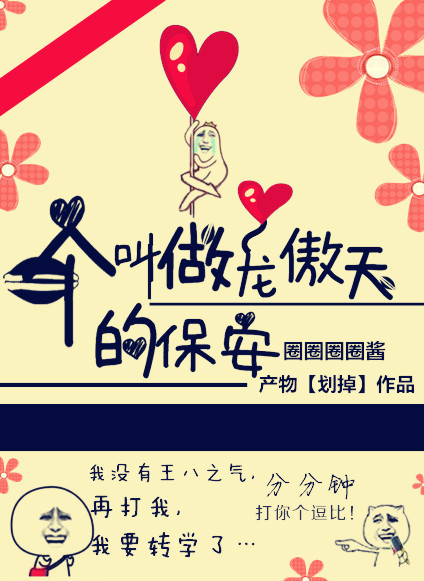 一个叫做龙傲天
的保安
圈圈圈圈酱
产物【划掉】作品
我没有王八之气,
再打我,
我要转学了…
分分钟
打你个逗比!